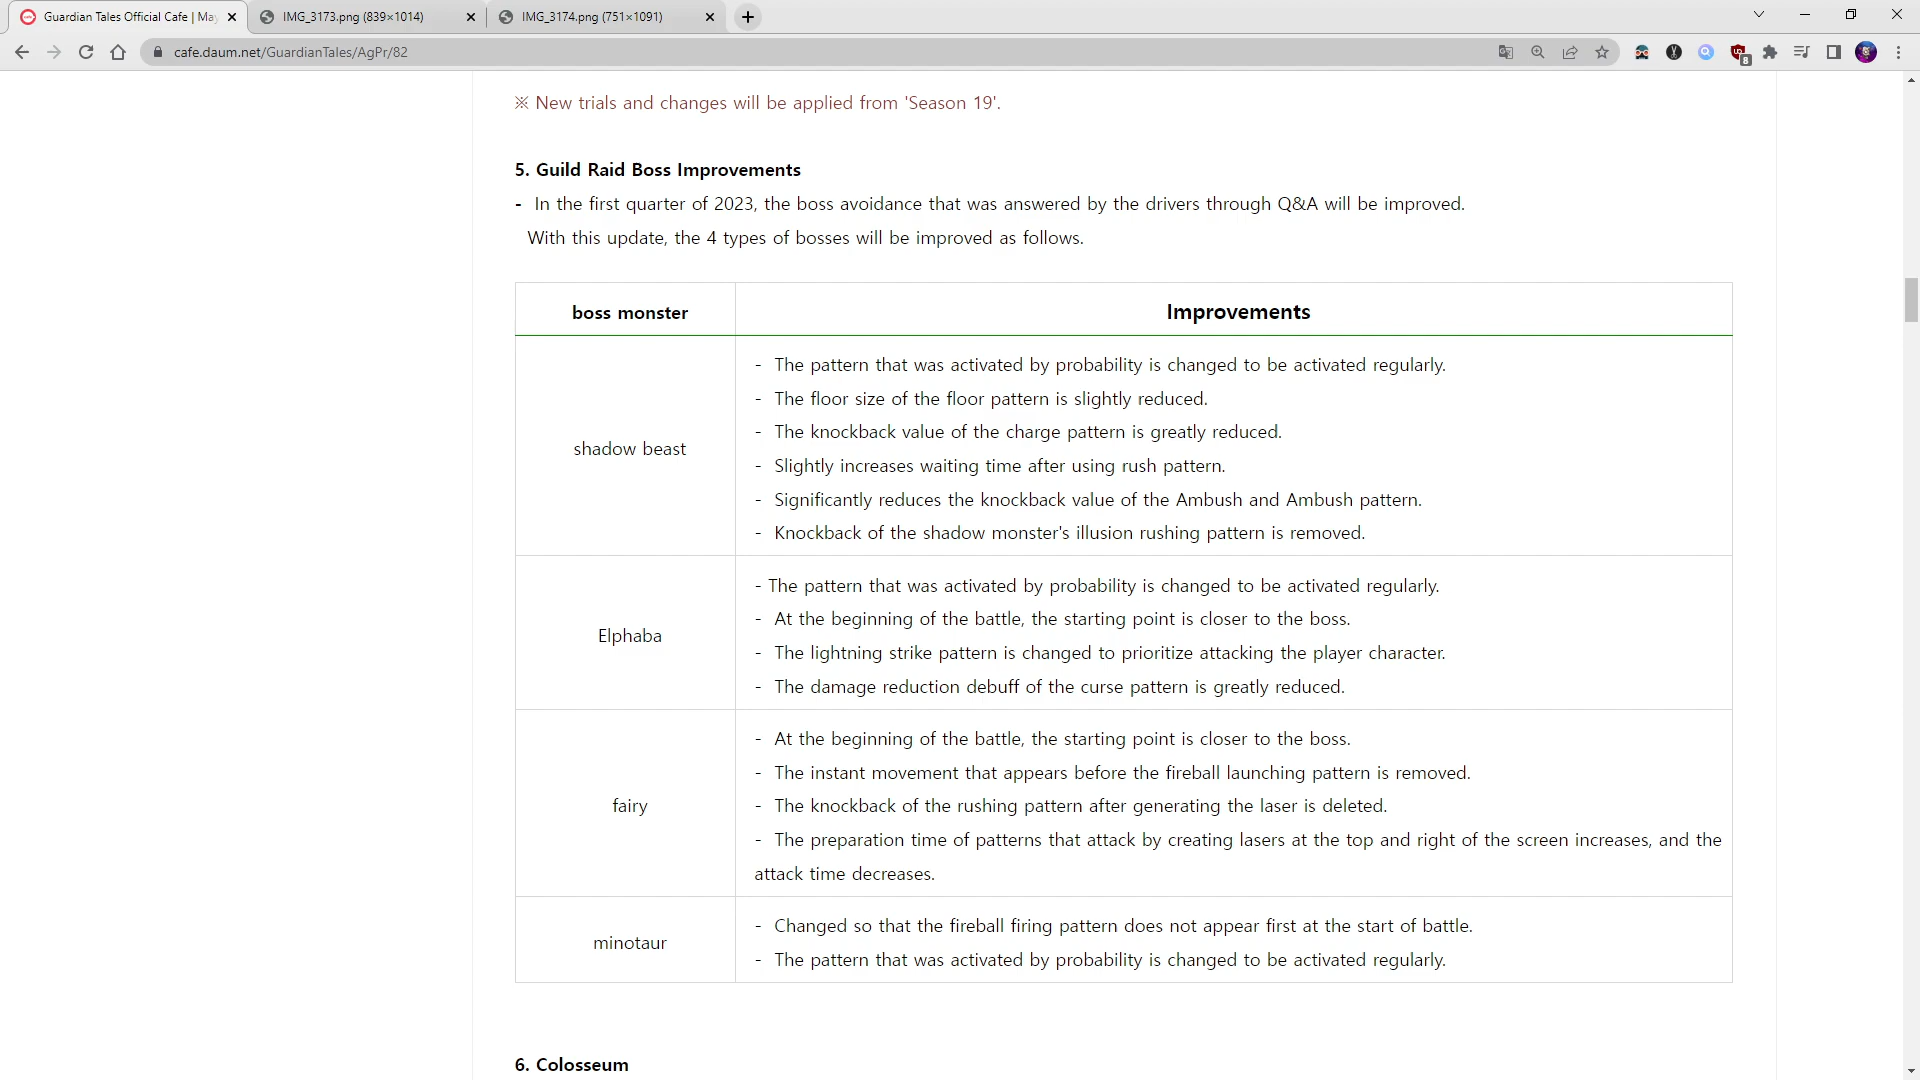 Guardian Tales Official Cafe | May
IMG_3173.png (839×1014)
IMG_3174.png (751×1091)
cafe.daum.net/GuardianTales/AgPr/82
8
※ New trials and changes will be applied from 'Season 19'.
5. Guild Raid Boss Improvements
- In the first quarter of 2023, the boss avoidance that was answered by the drivers through Q&A will be improved.
With this update, the 4 types of bosses will be improved as follows.
boss monster
Improvements
shadow beast
- The pattern that was activated by probability is changed to be activated regularly.
- The floor size of the floor pattern is slightly reduced.
- The knockback value of the charge pattern is greatly reduced.
- Slightly increases waiting time after using rush pattern.
- Significantly reduces the knockback value of the Ambush and Ambush pattern.
- Knockback of the shadow monster's illusion rushing pattern is removed.
Elphaba
- The pattern that was activated by probability is changed to be activated regularly.
- At the beginning of the battle, the starting point is closer to the boss.
- The lightning strike pattern is changed to prioritize attacking the player character.
- The damage reduction debuff of the curse pattern is greatly reduced.
fairy
- At the beginning of the battle, the starting point is closer to the boss.
- The instant movement that appears before the fireball launching pattern is removed.
- The knockback of the rushing pattern after generating the laser is deleted.
- The preparation time of patterns that attack by creating lasers at the top and right of the screen increases, and the
attack time decreases.
minotaur
- Changed so that the fireball firing pattern does not appear first at the start of battle.
- The pattern that was activated by probability is changed to be activated regularly.
6. Colosseum